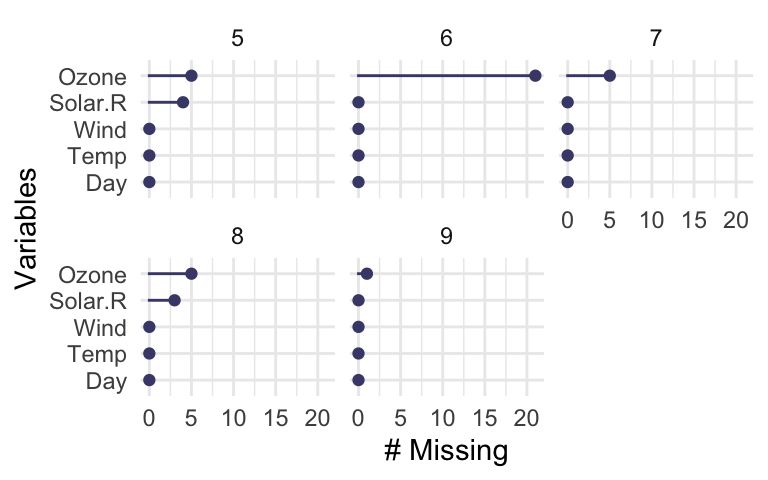 5 6 7
Ozone
Solar.R
Wind
Temp
Day
0 5 10 15 20
8 9
Ozone
Solar.R
Wind
Temp
Day
0 5 10 15 20 0 5 10 15 20
# Missing
Variables